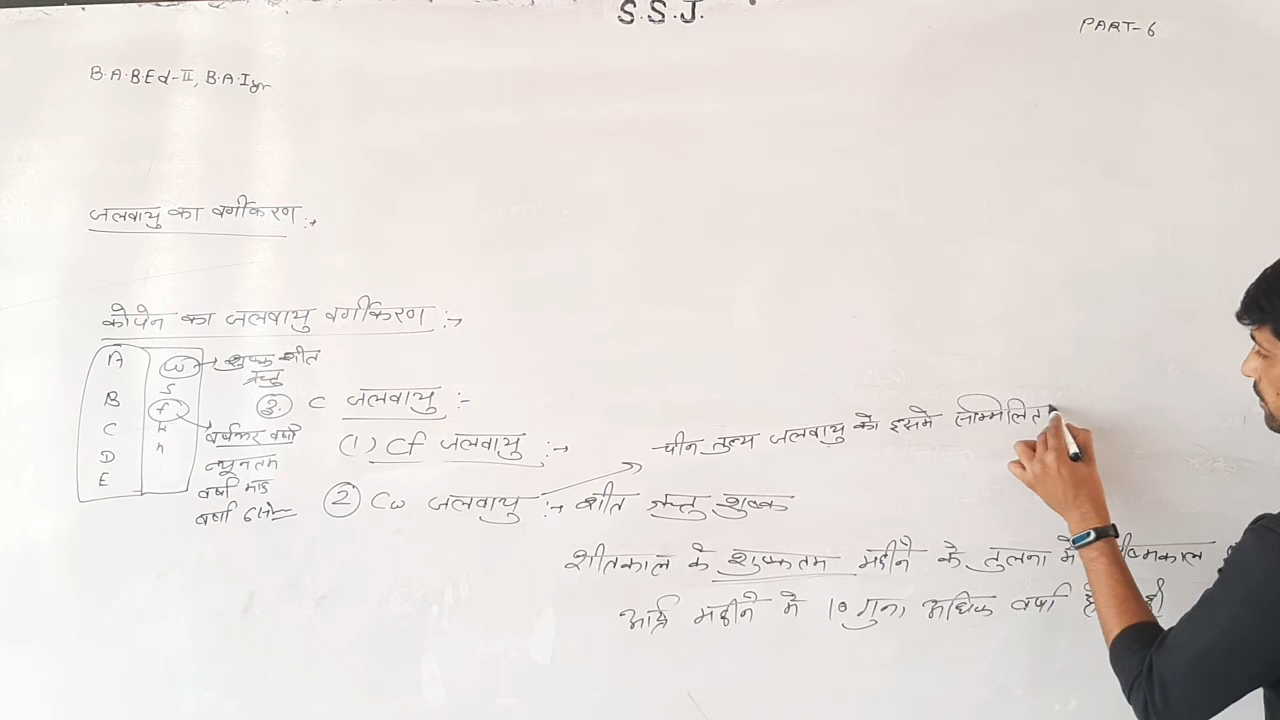 S.S.J.
PART-6
B.A.B.Ed-II, B.A.I yr
जलवायु का वर्गीकरण :→
कोपेन का जलवायु वर्गीकरण :→
A
B
C
D
E
w → शुष्क शीत
ऋतु
s
f
वर्षभर वर्षा
न्यूनतम
वर्षा माह
वर्षा 6 सेमी
3. C जलवायु :-
(1) Cf जलवायु :→
चीन तुल्य जलवायु को इसमे सम्मिलित
2 Cw जलवायु :→ शीत ऋतु शुष्क
शीतकाल के शुष्कतम महीने के तुलना मे
आर्द्र महीने मे 10 गुना अधिक वर्षा